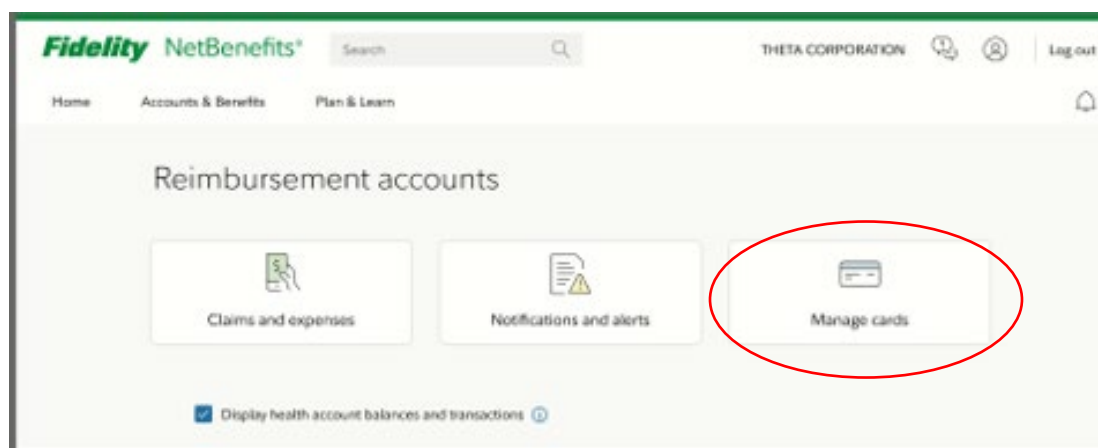 Fidelity NetBenefits® Search THETA CORPORATION Log out
Home Accounts & Benefits Plan & Learn
Reimbursement accounts
Claims and expenses Notifications and alerts Manage cards
Display health account balances and transactions